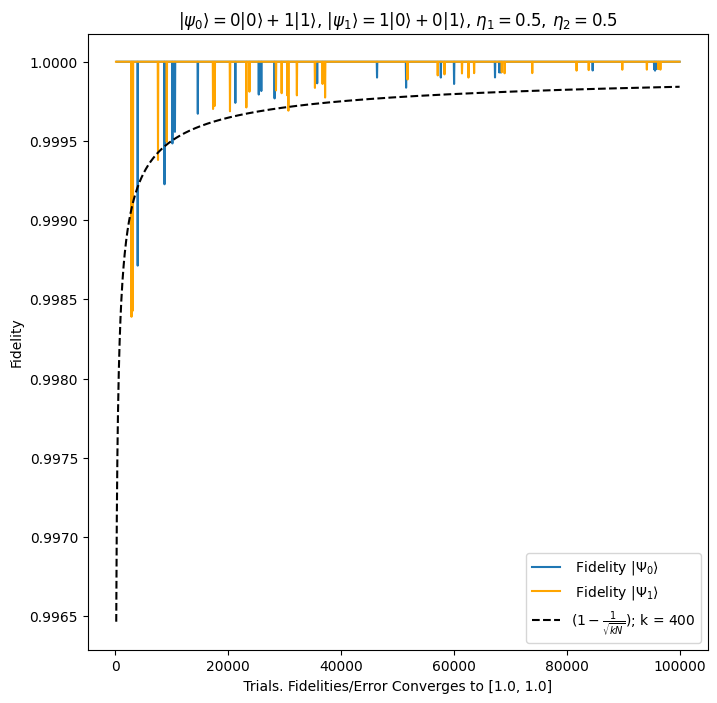 |ψ₀⟩ = 0|0⟩ + 1|1⟩, |ψ₁⟩ = 1|0⟩ + 0|1⟩, η₁ = 0.5, η₂ = 0.5
Fidelity
1.0000
0.9995
0.9990
0.9985
0.9980
0.9975
0.9970
0.9965
Fidelity |Ψ₀⟩
Fidelity |Ψ₁⟩
(1 − 1/√(kN)); k = 400
0
20000
40000
60000
80000
100000
Trials. Fidelities/Error Converges to [1.0, 1.0]